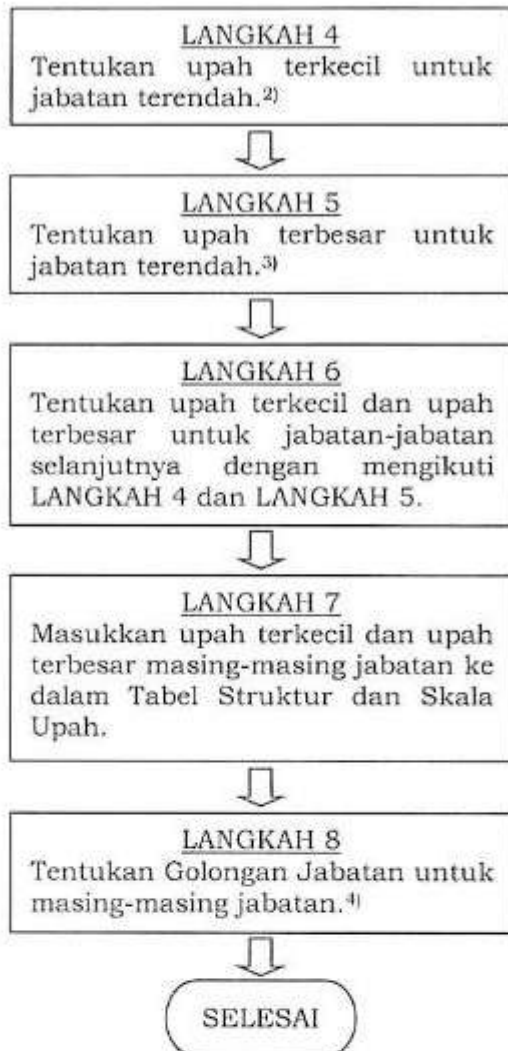 LANGKAH 4
Tentukan upah terkecil untuk
jabatan terendah.²⁾
LANGKAH 5
Tentukan upah terbesar untuk
jabatan terendah.³⁾
LANGKAH 6
Tentukan upah terkecil dan upah
terbesar untuk jabatan-jabatan
selanjutnya dengan mengikuti
LANGKAH 4 dan LANGKAH 5.
LANGKAH 7
Masukkan upah terkecil dan upah
terbesar masing-masing jabatan ke
dalam Tabel Struktur dan Skala
Upah.
LANGKAH 8
Tentukan Golongan Jabatan untuk
masing-masing jabatan.⁴⁾
SELESAI